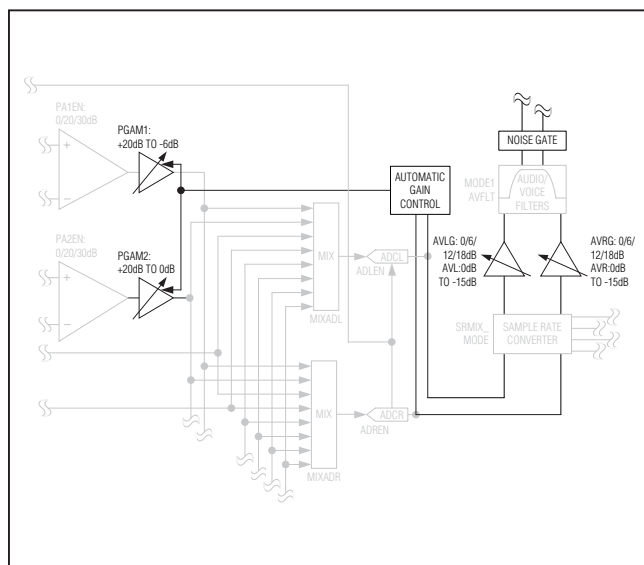 PA1EN:
0/20/30dB
PGAM1:
+20dB TO -6dB
+
−
PA2EN:
0/20/30dB
PGAM2:
+20dB TO 0dB
+
−
MIX
MIXADL
ADCL
ADLEN
MIX
MIXADR
ADCR
ADREN
AUTOMATIC
GAIN
CONTROL
NOISE GATE
MODE1
AVFLT
AUDIO/
VOICE
FILTERS
AVLG: 0/6/
12/18dB
AVL:0dB
TO -15dB
AVRG: 0/6/
12/18dB
AVR:0dB
TO -15dB
SRMIX_
MODE
SAMPLE RATE
CONVERTER